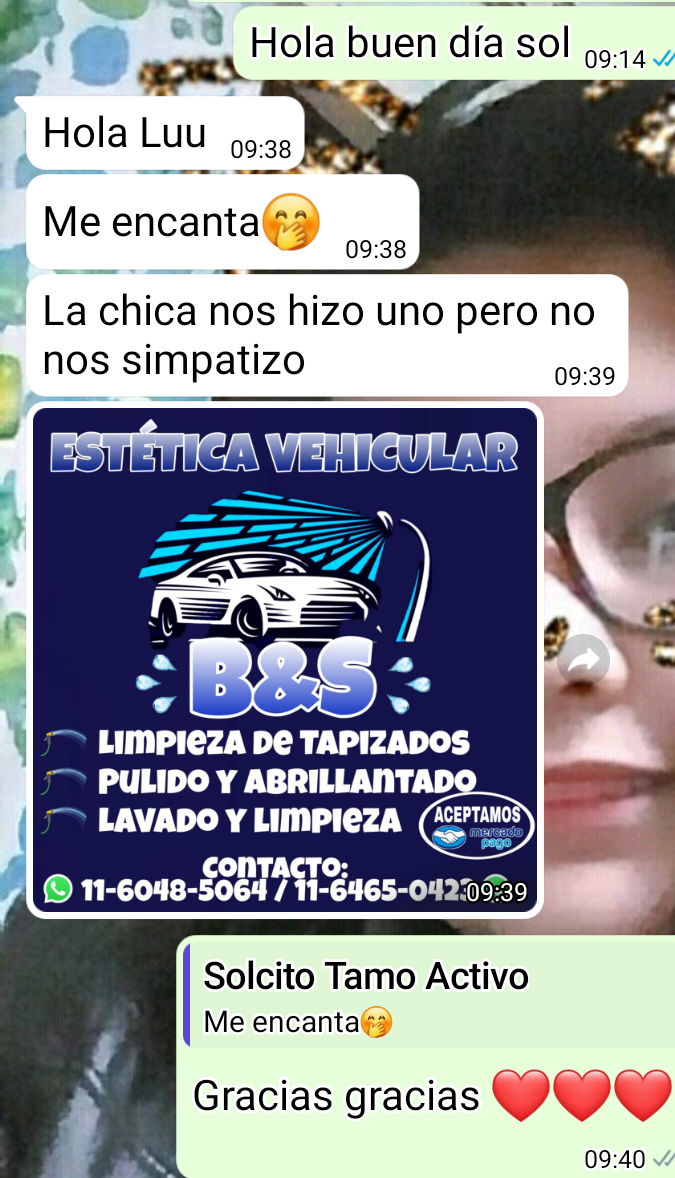 Hola buen día sol 09:14
Hola Luu 09:38
Me encanta🤭 09:38
La chica nos hizo uno pero no
nos simpatizo 09:39
ESTÉTICA VEHICULAR
B&S
LIMPIEZA DE TAPIZADOS
PULIDO Y ABRILLANTADO
LAVADO Y LIMPIEZA
ACEPTAMOS
mercado
pago
CONTACTO:
11-6048-5064 / 11-6465-0423
09:39
Solcito Tamo Activo
Me encanta🤭
Gracias gracias ❤️❤️❤️
09:40